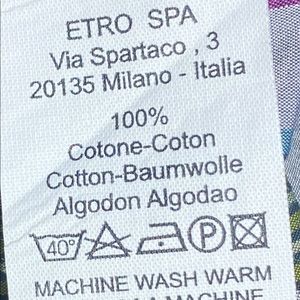 ETRO SPA
Via Spartaco , 3
20135 Milano - Italia
100%
Cotone-Coton
Cotton-Baumwolle
Algodon Algodao
40° P
MACHINE WASH WARM
MACHINE